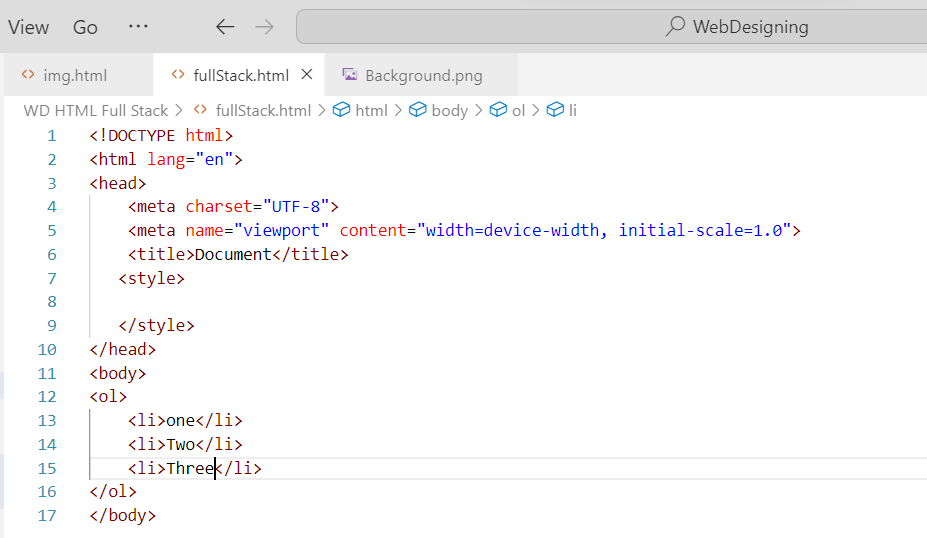 View Go ··· ← → WebDesigning
<> img.html <> fullStack.html × Background.png
WD HTML Full Stack > <> fullStack.html > html > body > ol > li
1 <!DOCTYPE html>
2 <html lang="en">
3 <head>
4     <meta charset="UTF-8">
5     <meta name="viewport" content="width=device-width, initial-scale=1.0">
6     <title>Document</title>
7    <style>
8
9    </style>
10 </head>
11 <body>
12 <ol>
13     <li>one</li>
14     <li>Two</li>
15     <li>Three</li>
16 </ol>
17 </body>